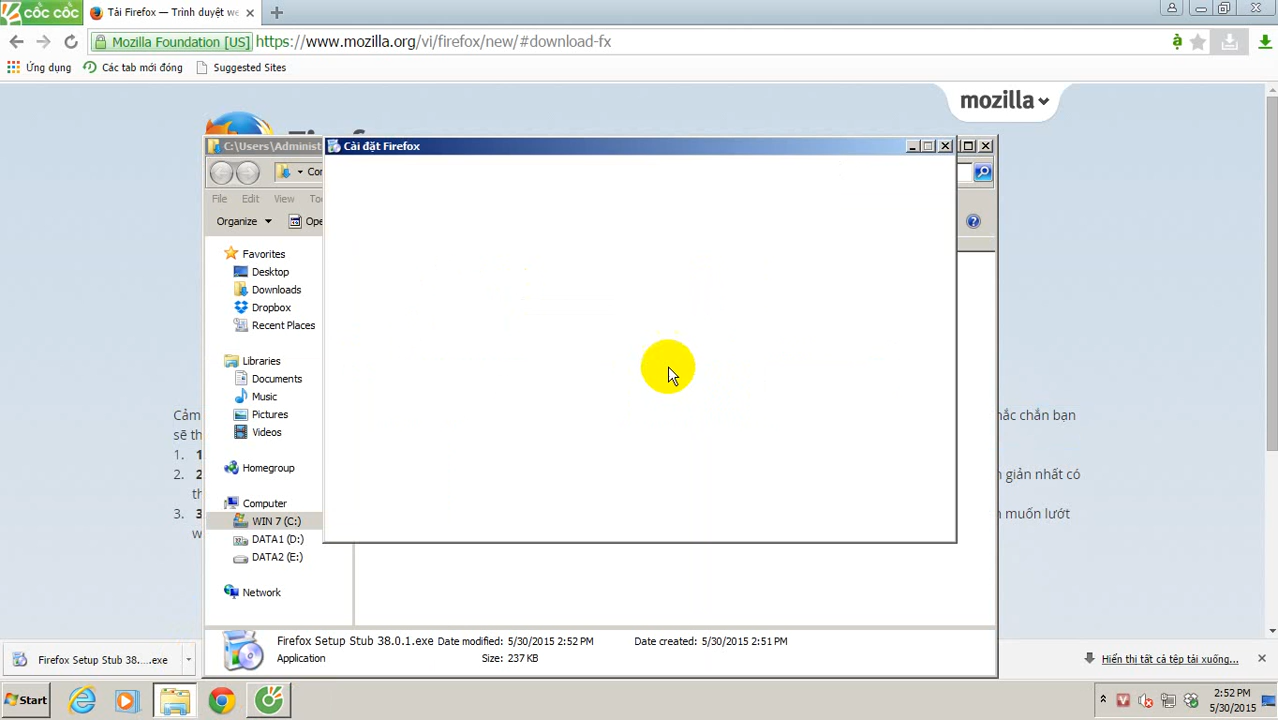 cốc cốc
Tải Firefox — Trình duyệt we
Mozilla Foundation [US]
https://www.mozilla.org/vi/firefox/new/#download-fx
Ứng dụng
Các tab mới đóng
Suggested Sites
mozilla
C:\Users\Administ
Cài đặt Firefox
Cor
File
Edit
View
Organize
Favorites
Desktop
Downloads
Dropbox
Recent Places
Libraries
Documents
Music
Pictures
Videos
Homegroup
Computer
WIN 7 (C:)
DATA1 (D:)
DATA2 (E:)
Network
Cảm
hắc chắn bạn
sẽ th
1. 1
2. 2
n giản nhất có
th
3. 3
n muốn lướt
w
Firefox Setup Stub 38.0.1.exe Date modified: 5/30/2015 2:52 PM
Date created: 5/30/2015 2:51 PM
Application
Size: 237 KB
Firefox Setup Stub 38....exe
Hiển thị tất cả tệp tải xuống...
Start
2:52 PM
5/30/2015